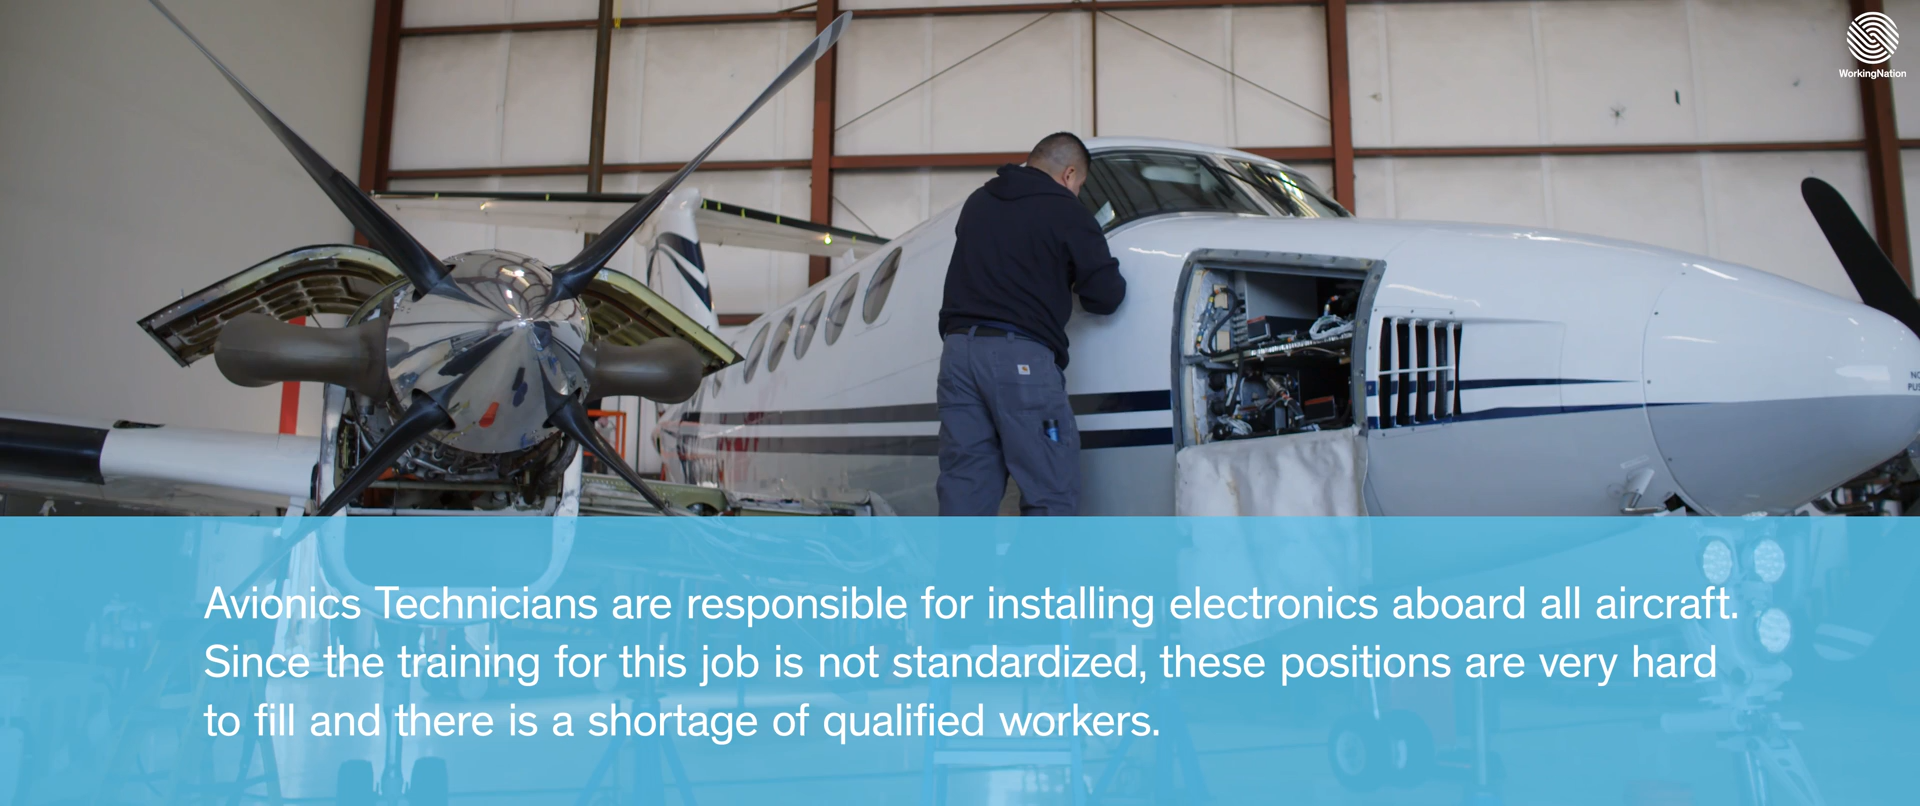 WorkingNation
Avionics Technicians are responsible for installing electronics aboard all aircraft.
Since the training for this job is not standardized, these positions are very hard
to fill and there is a shortage of qualified workers.